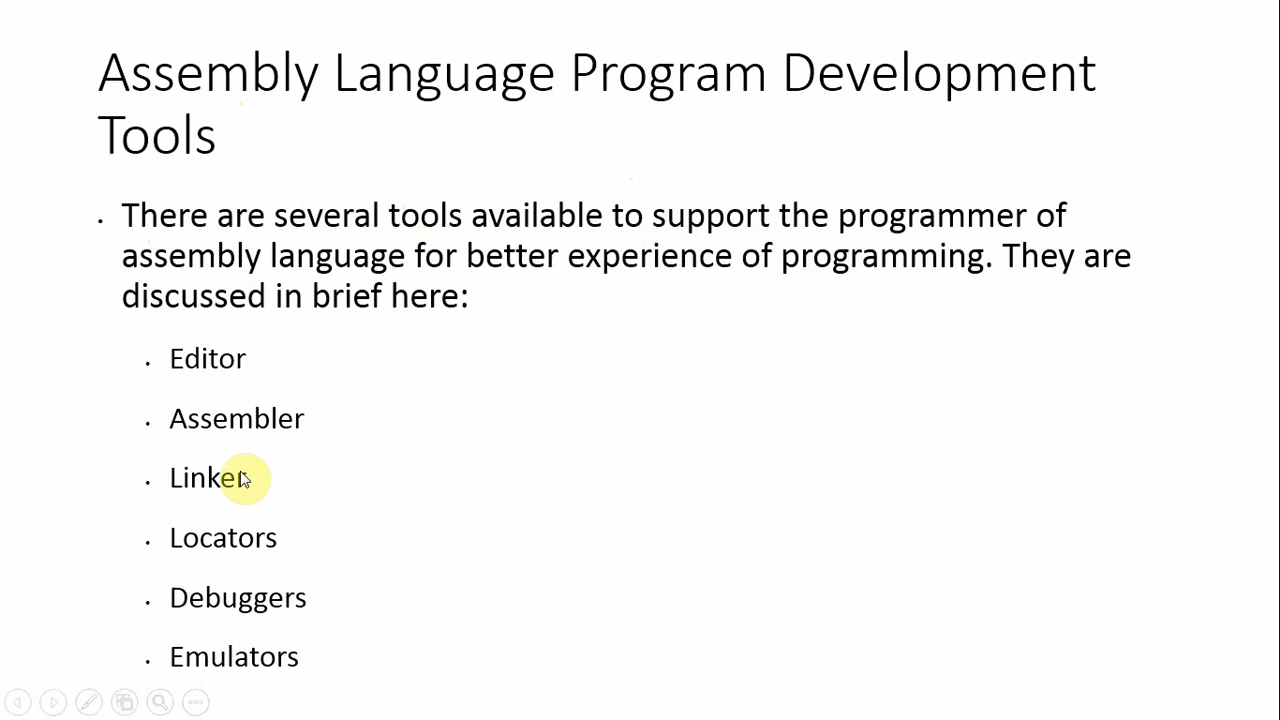 Assembly Language Program Development
Tools
• There are several tools available to support the programmer of
assembly language for better experience of programming. They are
discussed in brief here:
• Editor
• Assembler
• Linker
• Locators
• Debuggers
• Emulators